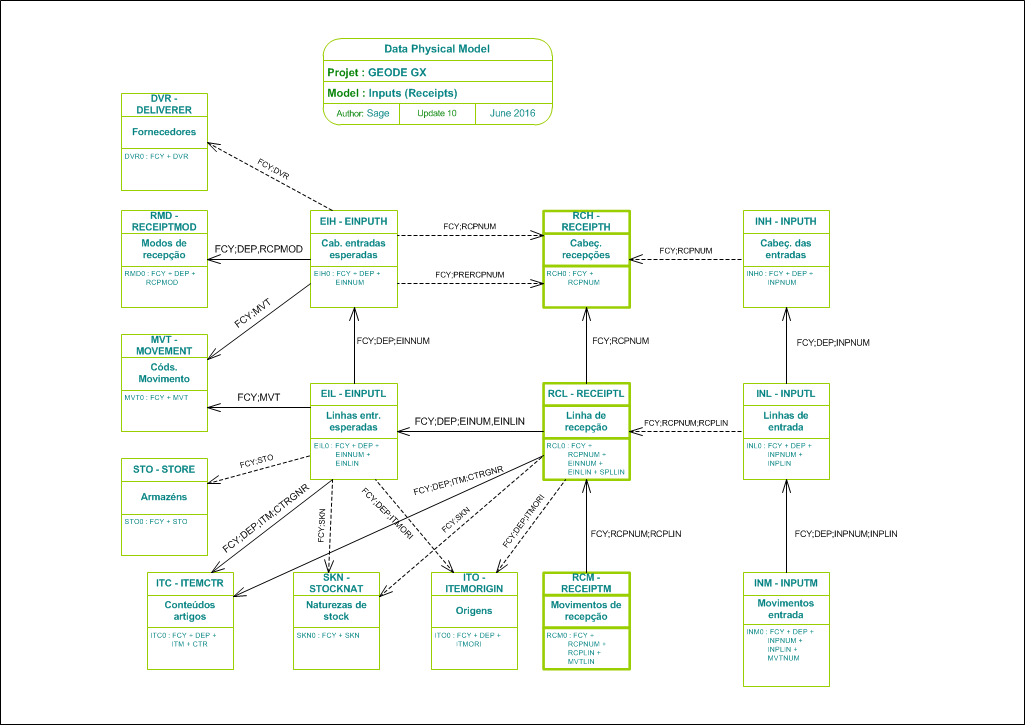 Data Physical Model
Projet : GEODE GX
Model : Inputs (Receipts)
Author: Sage
Update 10
June 2016
DVR -
DELIVERER
Fornecedores
DVR0 : FCY + DVR
FCY;DVR
RMD -
RECEIPTMOD
Modos de
recepção
RMD0 : FCY + DEP +
RCPMOD
FCY;DEP,RCPMOD
EIH - EINPUTH
Cab. entradas
esperadas
EIH0 : FCY + DEP +
EINNUM
FCY;RCPNUM
FCY;PRERCPNUM
RCH -
RECEIPTH
Cabeç.
recepções
RCH0 : FCY +
RCPNUM
FCY;RCPNUM
INH - INPUTH
Cabeç. das
entradas
INH0 : FCY + DEP +
INPNUM
FCY;MVT
MVT -
MOVEMENT
Códs.
Movimento
MVT0 : FCY + MVT
FCY;DEP;EINNUM
FCY;RCPNUM
FCY;DEP;INPNUM
FCY;MVT
EIL - EINPUTL
Linhas entr.
esperadas
EIL0 : FCY + DEP +
EINNUM +
EINLIN
FCY;DEP;EINUM,EINLIN
RCL - RECEIPTL
Linha de
recepção
RCL0 : FCY +
RCPNUM +
EINNUM +
EINLIN + SPLLIN
FCY;RCPNUM;RCPLIN
INL - INPUTL
Linhas de
entrada
INL0 : FCY + DEP +
INPNUM +
INPLIN
STO - STORE
Armazéns
STO0 : FCY + STO
FCY;STO
FCY;DEP;ITM;CTRGNR
FCY;SKN
FCY;DEP;ITMORI
FCY;DEP;ITM;CTRGNR
FCY;SKN
FCY;DEP;ITMORI
FCY;RCPNUM;RCPLIN
FCY;DEP;INPNUM;INPLIN
ITC - ITEMCTR
Conteúdos
artigos
ITC0 : FCY + DEP +
ITM + CTR
SKN -
STOCKNAT
Naturezas de
stock
SKN0 : FCY + SKN
ITO -
ITEMORIGIN
Origens
ITC0 : FCY + DEP +
ITMORI
RCM -
RECEIPTM
Movimentos de
recepção
RCM0 : FCY +
RCPNUM +
RCPLIN +
MVTLIN
INM - INPUTM
Movimentos
entrada
INM0 : FCY + DEP +
INPNUM +
INPLIN +
MVTNUM